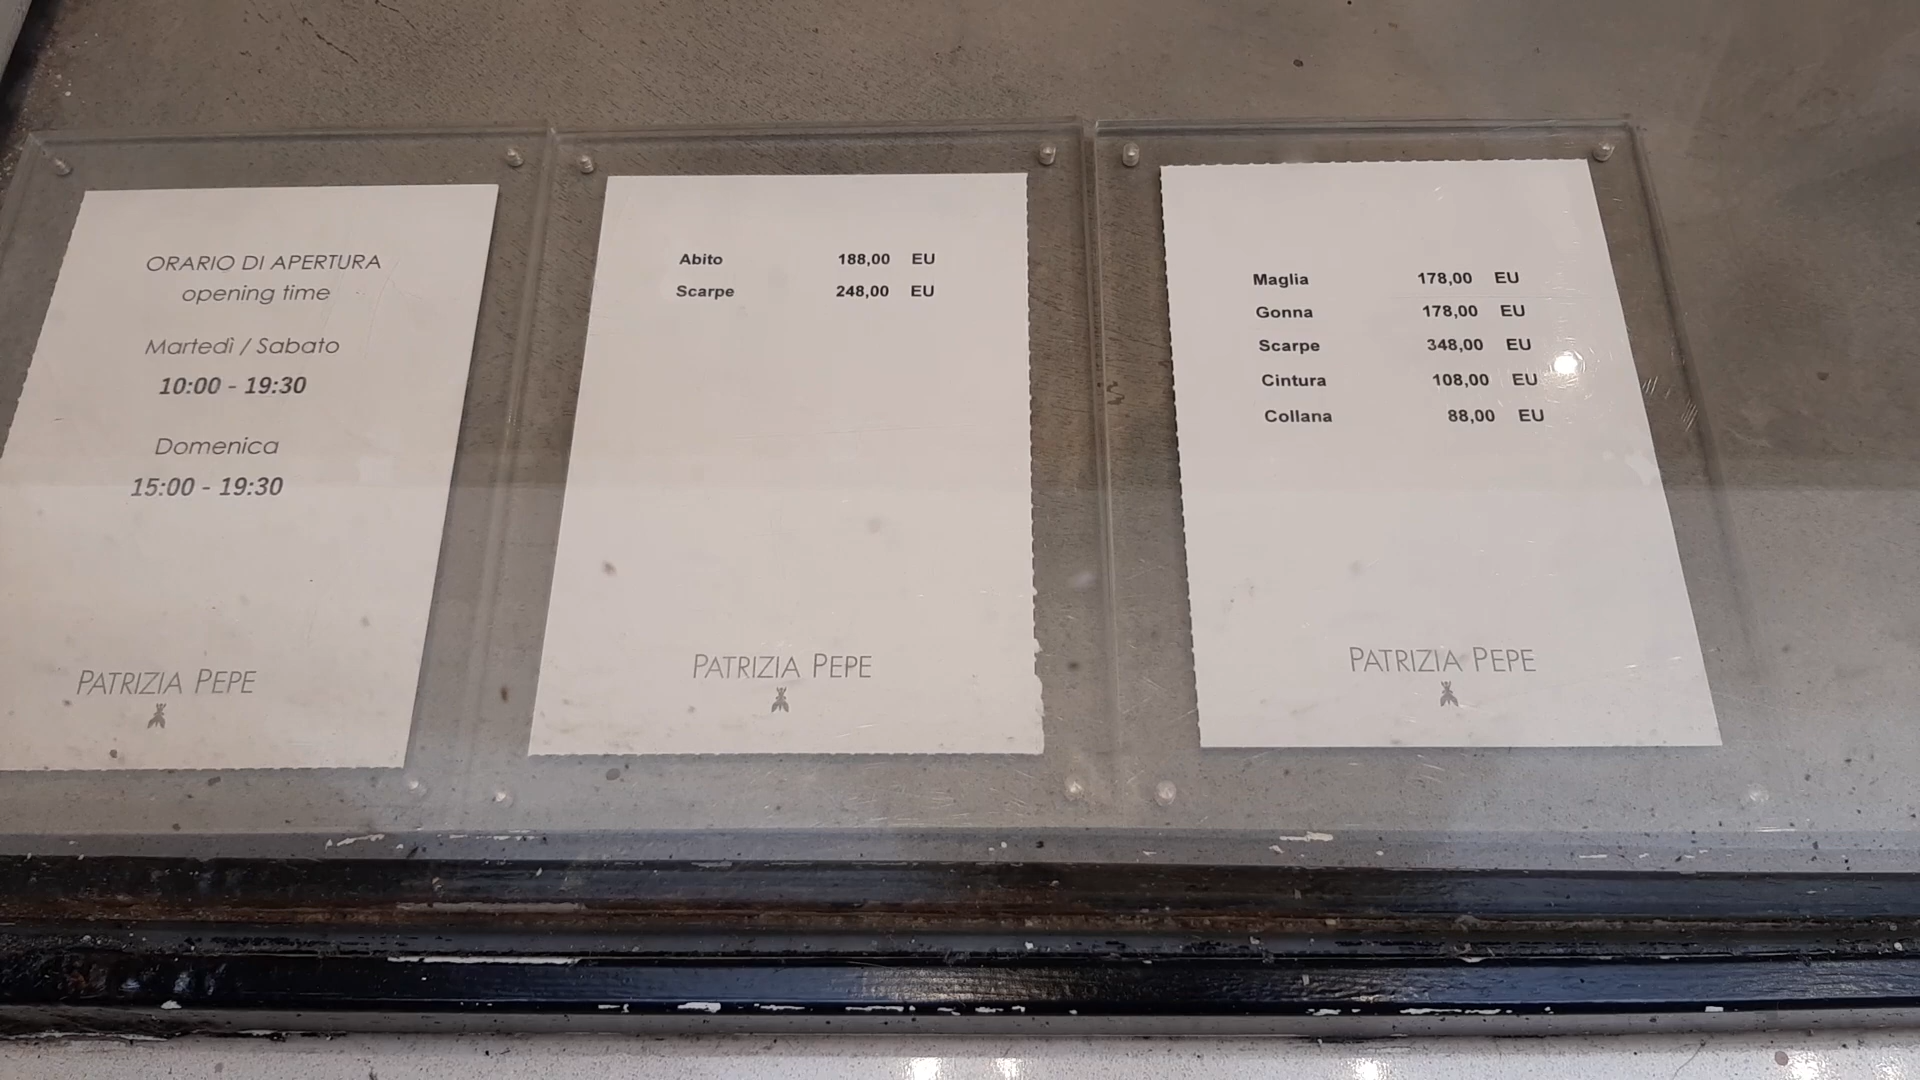 ORARIO DI APERTURA
opening time
Martedì / Sabato
10:00 - 19:30
Domenica
15:00 - 19:30
PATRIZIA PEPE
Abito 188,00 EU
Scarpe 248,00 EU
PATRIZIA PEPE
Maglia 178,00 EU
Gonna 178,00 EU
Scarpe 348,00 EU
Cintura 108,00 EU
Collana 88,00 EU
PATRIZIA PEPE